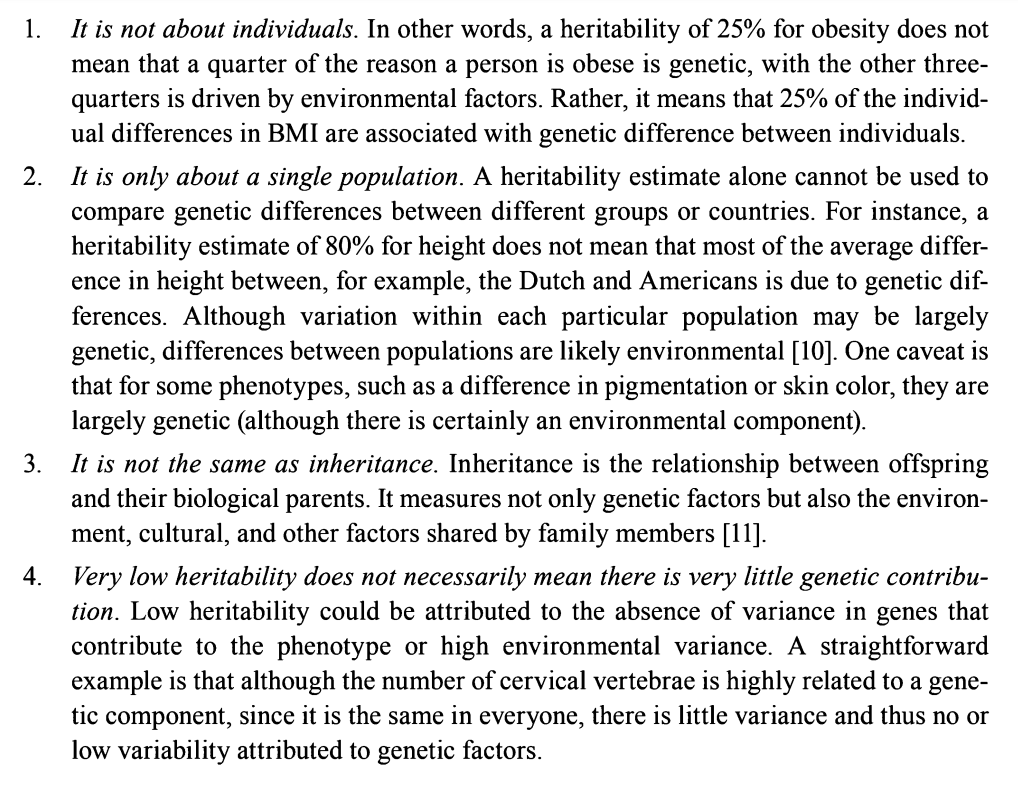 1. It is not about individuals. In other words, a heritability of 25% for obesity does not
mean that a quarter of the reason a person is obese is genetic, with the other three-
quarters is driven by environmental factors. Rather, it means that 25% of the individ-
ual differences in BMI are associated with genetic difference between individuals.
2. It is only about a single population. A heritability estimate alone cannot be used to
compare genetic differences between different groups or countries. For instance, a
heritability estimate of 80% for height does not mean that most of the average differ-
ence in height between, for example, the Dutch and Americans is due to genetic dif-
ferences. Although variation within each particular population may be largely
genetic, differences between populations are likely environmental [10]. One caveat is
that for some phenotypes, such as a difference in pigmentation or skin color, they are
largely genetic (although there is certainly an environmental component).
3. It is not the same as inheritance. Inheritance is the relationship between offspring
and their biological parents. It measures not only genetic factors but also the environ-
ment, cultural, and other factors shared by family members [11].
4. Very low heritability does not necessarily mean there is very little genetic contribu-
tion. Low heritability could be attributed to the absence of variance in genes that
contribute to the phenotype or high environmental variance. A straightforward
example is that although the number of cervical vertebrae is highly related to a gene-
tic component, since it is the same in everyone, there is little variance and thus no or
low variability attributed to genetic factors.